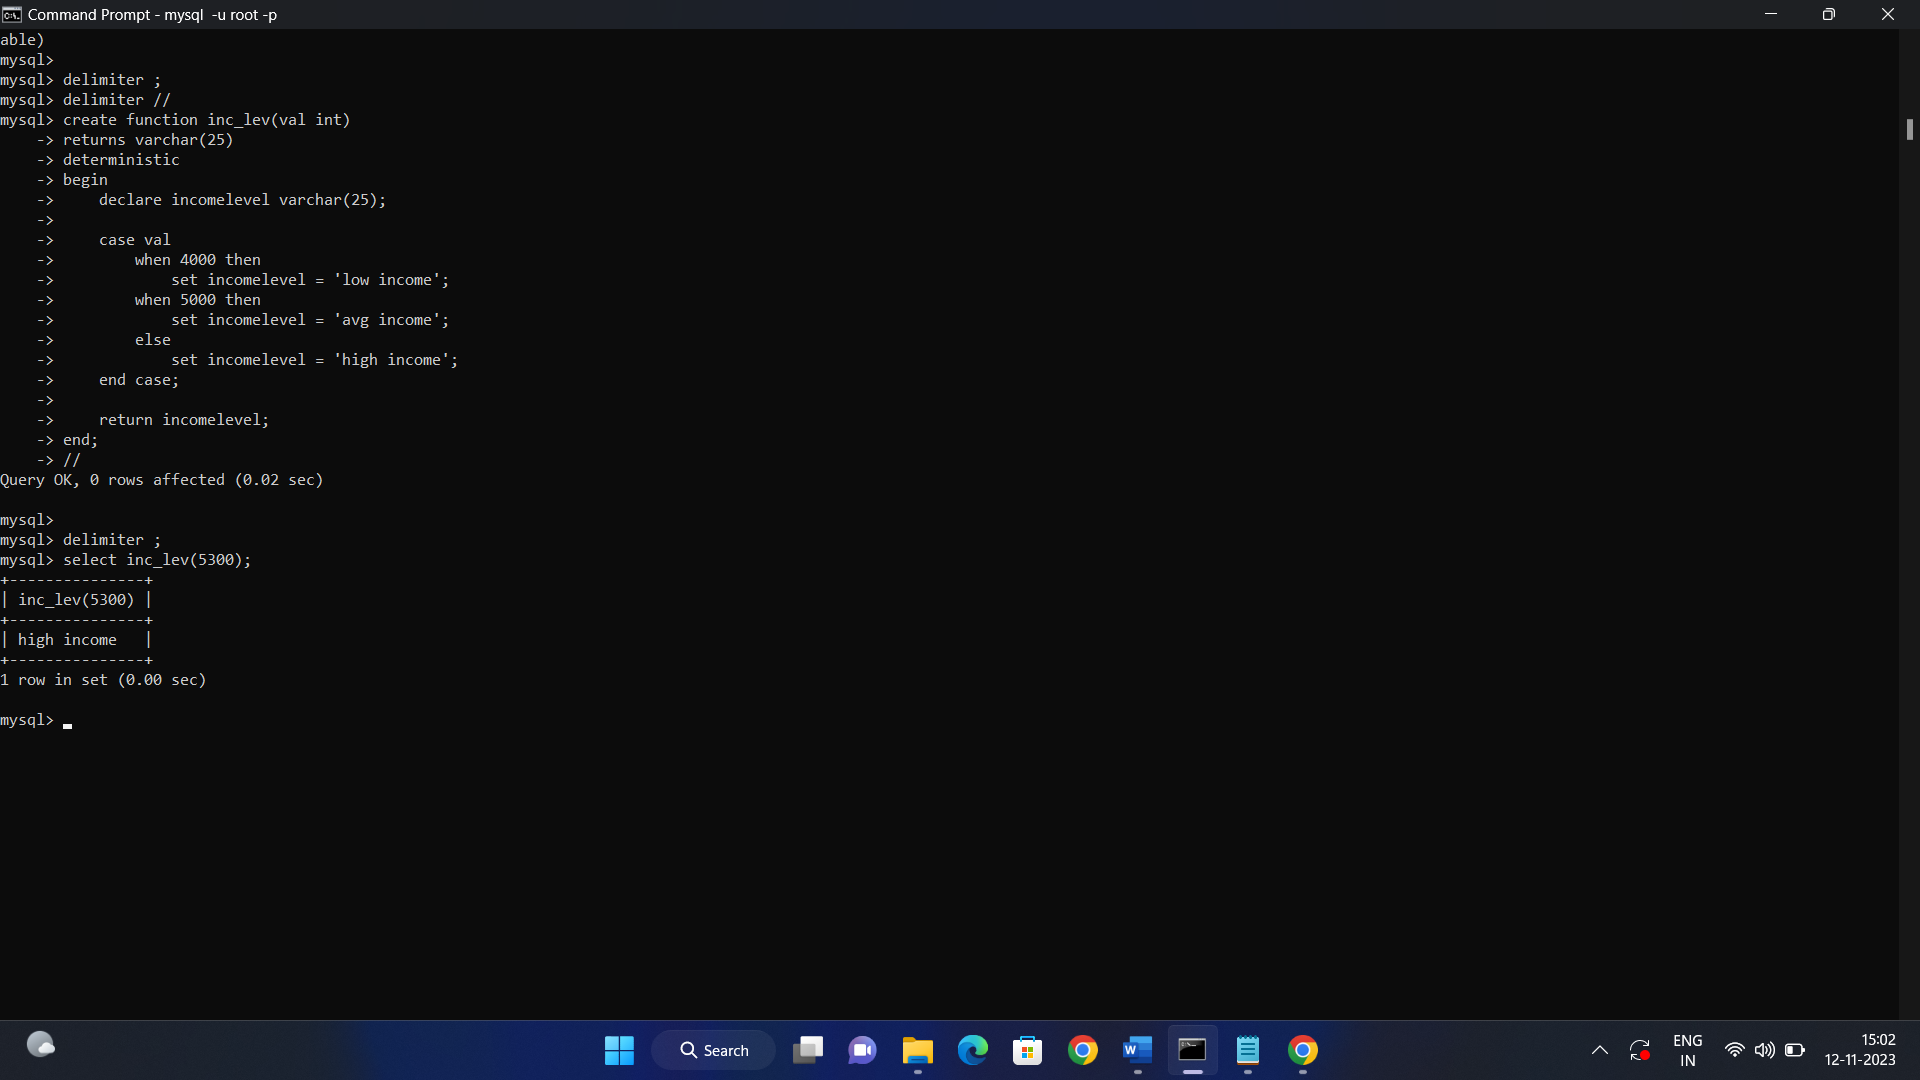 Command Prompt - mysql  -u root -p
able)
mysql>
mysql> delimiter ;
mysql> delimiter //
mysql> create function inc_lev(val int)
    -> returns varchar(25)
    -> deterministic
    -> begin
    ->     declare incomelevel varchar(25);
    ->
    ->     case val
    ->         when 4000 then
    ->             set incomelevel = 'low income';
    ->         when 5000 then
    ->             set incomelevel = 'avg income';
    ->         else
    ->             set incomelevel = 'high income';
    ->     end case;
    ->
    ->     return incomelevel;
    -> end;
    -> //
Query OK, 0 rows affected (0.02 sec)

mysql>
mysql> delimiter ;
mysql> select inc_lev(5300);
+---------------+
| inc_lev(5300) |
+---------------+
| high income   |
+---------------+
1 row in set (0.00 sec)

mysql>
Search
ENG
IN
15:02
12-11-2023